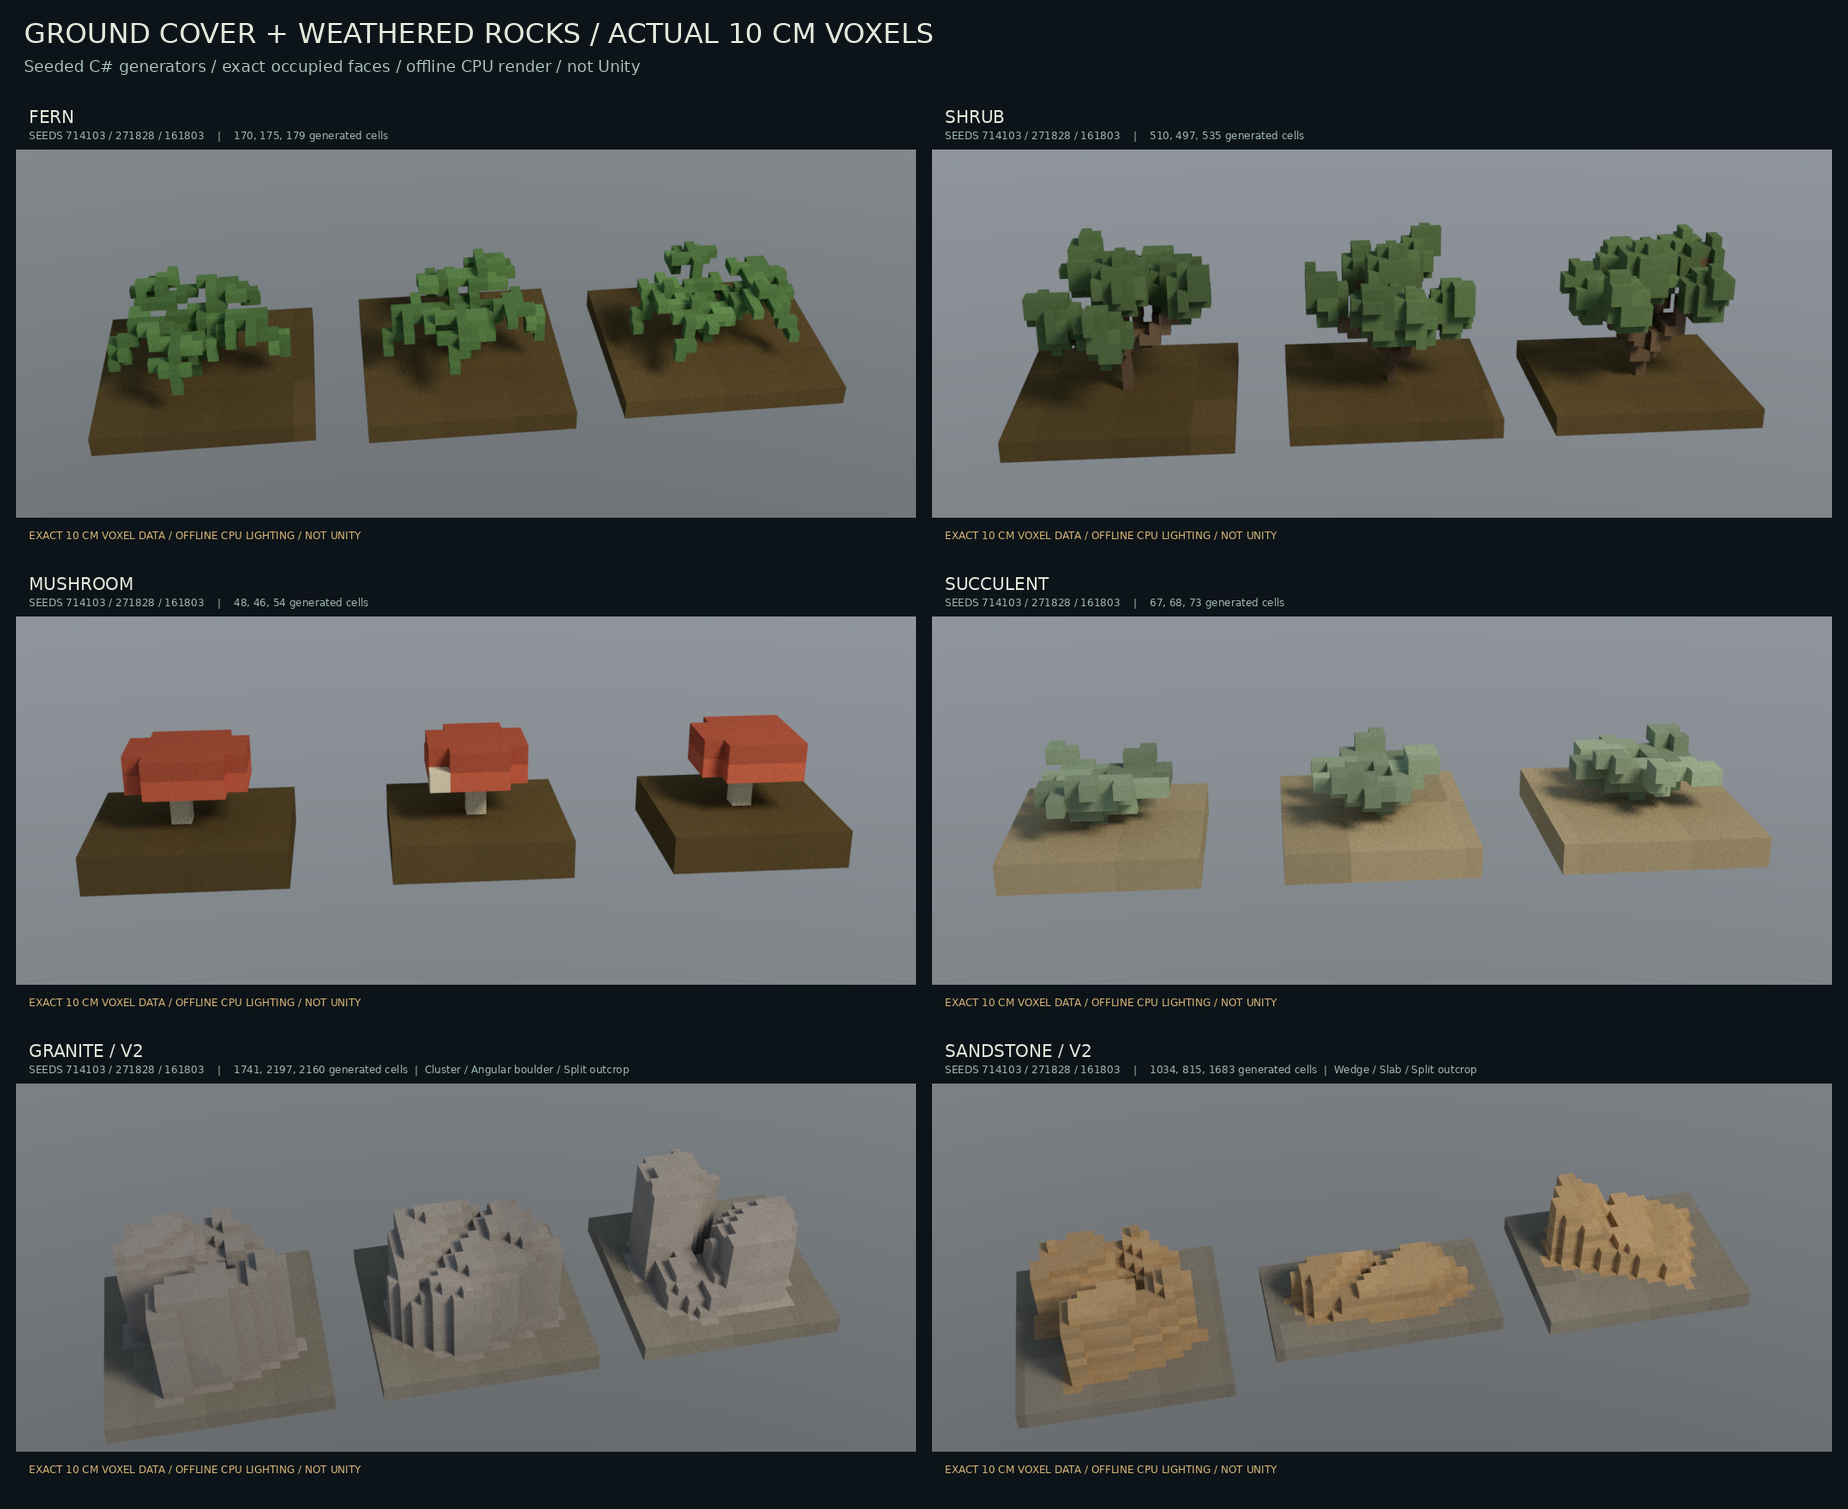 GROUND COVER + WEATHERED ROCKS / ACTUAL 10 CM VOXELS
Seeded C# generators / exact occupied faces / offline CPU render / not Unity
FERN
SEEDS 714103 / 271828 / 161803 | 170, 175, 179 generated cells
EXACT 10 CM VOXEL DATA / OFFLINE CPU LIGHTING / NOT UNITY
SHRUB
SEEDS 714103 / 271828 / 161803 | 510, 497, 535 generated cells
EXACT 10 CM VOXEL DATA / OFFLINE CPU LIGHTING / NOT UNITY
MUSHROOM
SEEDS 714103 / 271828 / 161803 | 48, 46, 54 generated cells
EXACT 10 CM VOXEL DATA / OFFLINE CPU LIGHTING / NOT UNITY
SUCCULENT
SEEDS 714103 / 271828 / 161803 | 67, 68, 73 generated cells
EXACT 10 CM VOXEL DATA / OFFLINE CPU LIGHTING / NOT UNITY
GRANITE / V2
SEEDS 714103 / 271828 / 161803 | 1741, 2197, 2160 generated cells | Cluster / Angular boulder / Split outcrop
EXACT 10 CM VOXEL DATA / OFFLINE CPU LIGHTING / NOT UNITY
SANDSTONE / V2
SEEDS 714103 / 271828 / 161803 | 1034, 815, 1683 generated cells | Wedge / Slab / Split outcrop
EXACT 10 CM VOXEL DATA / OFFLINE CPU LIGHTING / NOT UNITY